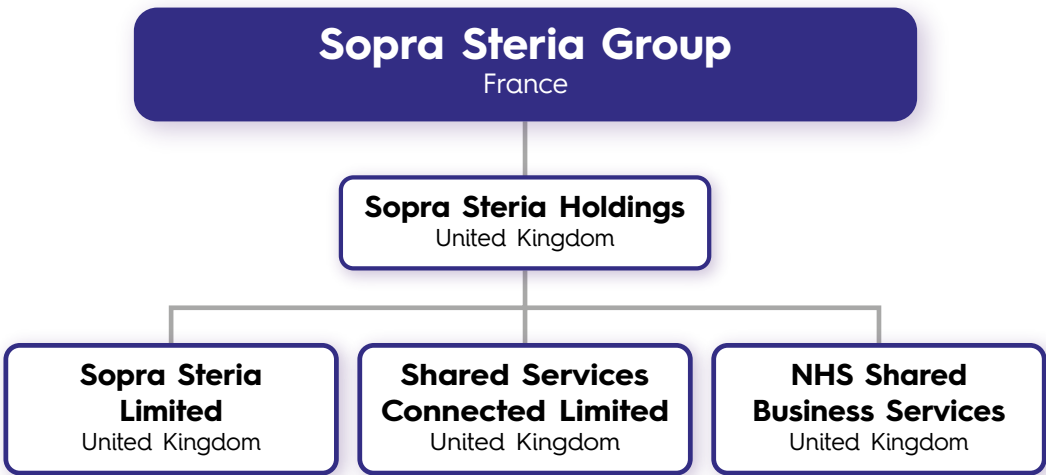 Sopra Steria Group
France
Sopra Steria Holdings
United Kingdom
Sopra Steria
Limited
United Kingdom
Shared Services
Connected Limited
United Kingdom
NHS Shared
Business Services
United Kingdom